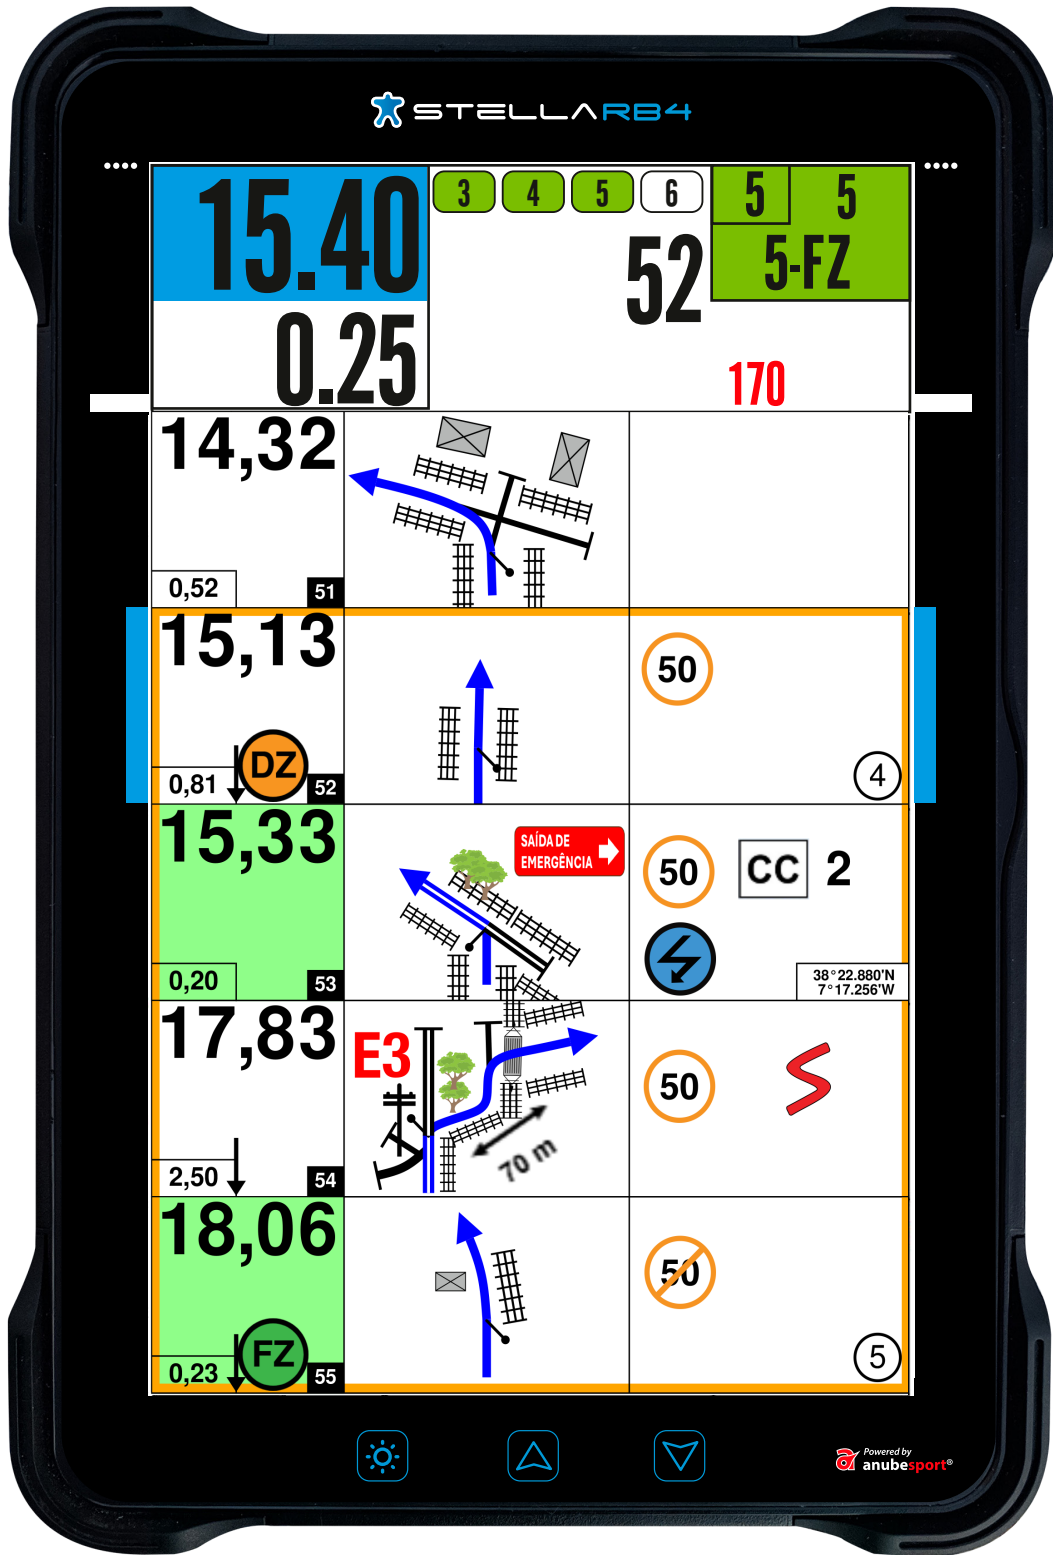 STELLARB4
15.40
0.25
3 4 5 6
52
5 5
5-FZ
170
14,32
0,52
51
15,13
DZ
0,81
52
50
4
15,33
0,20
53
SAÍDA DE
EMERGÊNCIA
50
CC 2
38°22.880'N
7°17.256'W
17,83
2,50
54
E3
70 m
50
18,06
FZ
0,23
55
50
5
Powered by
anubesport®